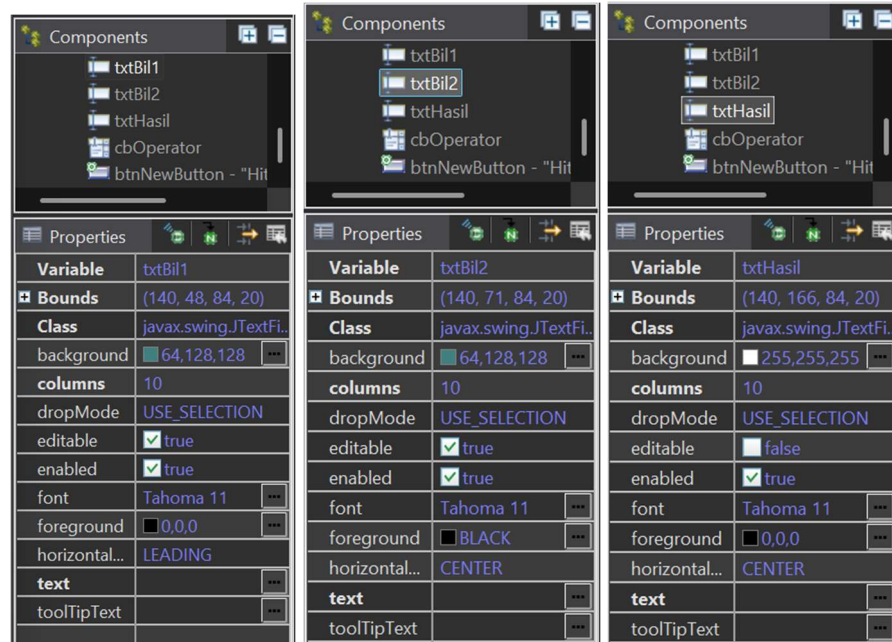 Components
txtBil1
txtBil2
txtHasil
cbOperator
btnNewButton - "Hit
Properties
Variable txtBil1
Bounds (140, 48, 84, 20)
Class javax.swing.JTextFi...
background 64,128,128 ...
columns 10
dropMode USE_SELECTION
editable true
enabled true
font Tahoma 11 ...
foreground 0,0,0 ...
horizontal... LEADING
text ...
toolTipText ...
Components
txtBil1
txtBil2
txtHasil
cbOperator
btnNewButton - "Hit
Properties
Variable txtBil2
Bounds (140, 71, 84, 20)
Class javax.swing.JTextFi...
background 64,128,128 ...
columns 10
dropMode USE_SELECTION
editable true
enabled true
font Tahoma 11 ...
foreground BLACK ...
horizontal... CENTER
text ...
toolTipText ...
Components
txtBil1
txtBil2
txtHasil
cbOperator
btnNewButton - "Hit
Properties
Variable txtHasil
Bounds (140, 166, 84, 20)
Class javax.swing.JTextFi.
background 255,255,255 ...
columns 10
dropMode USE_SELECTION
editable false
enabled true
font Tahoma 11 ...
foreground 0,0,0 ...
horizontal... CENTER
text ...
toolTipText ...